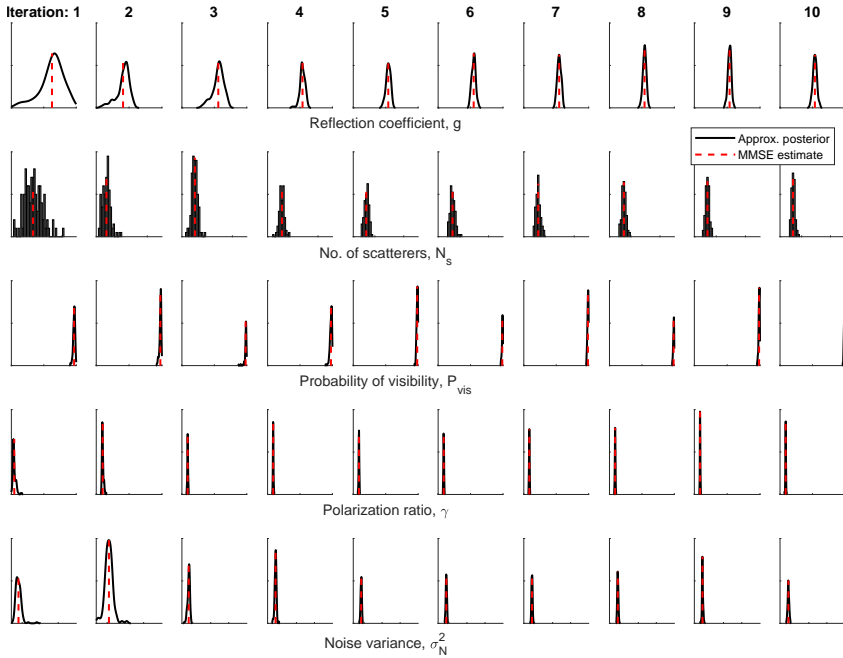 Iteration: 1 2 3 4 5 6 7 8 9 10
Reflection coefficient, g
Approx. posterior
MMSE estimate
No. of scatterers, N_s
Probability of visibility, P_vis
Polarization ratio, γ
Noise variance, σ_N^2